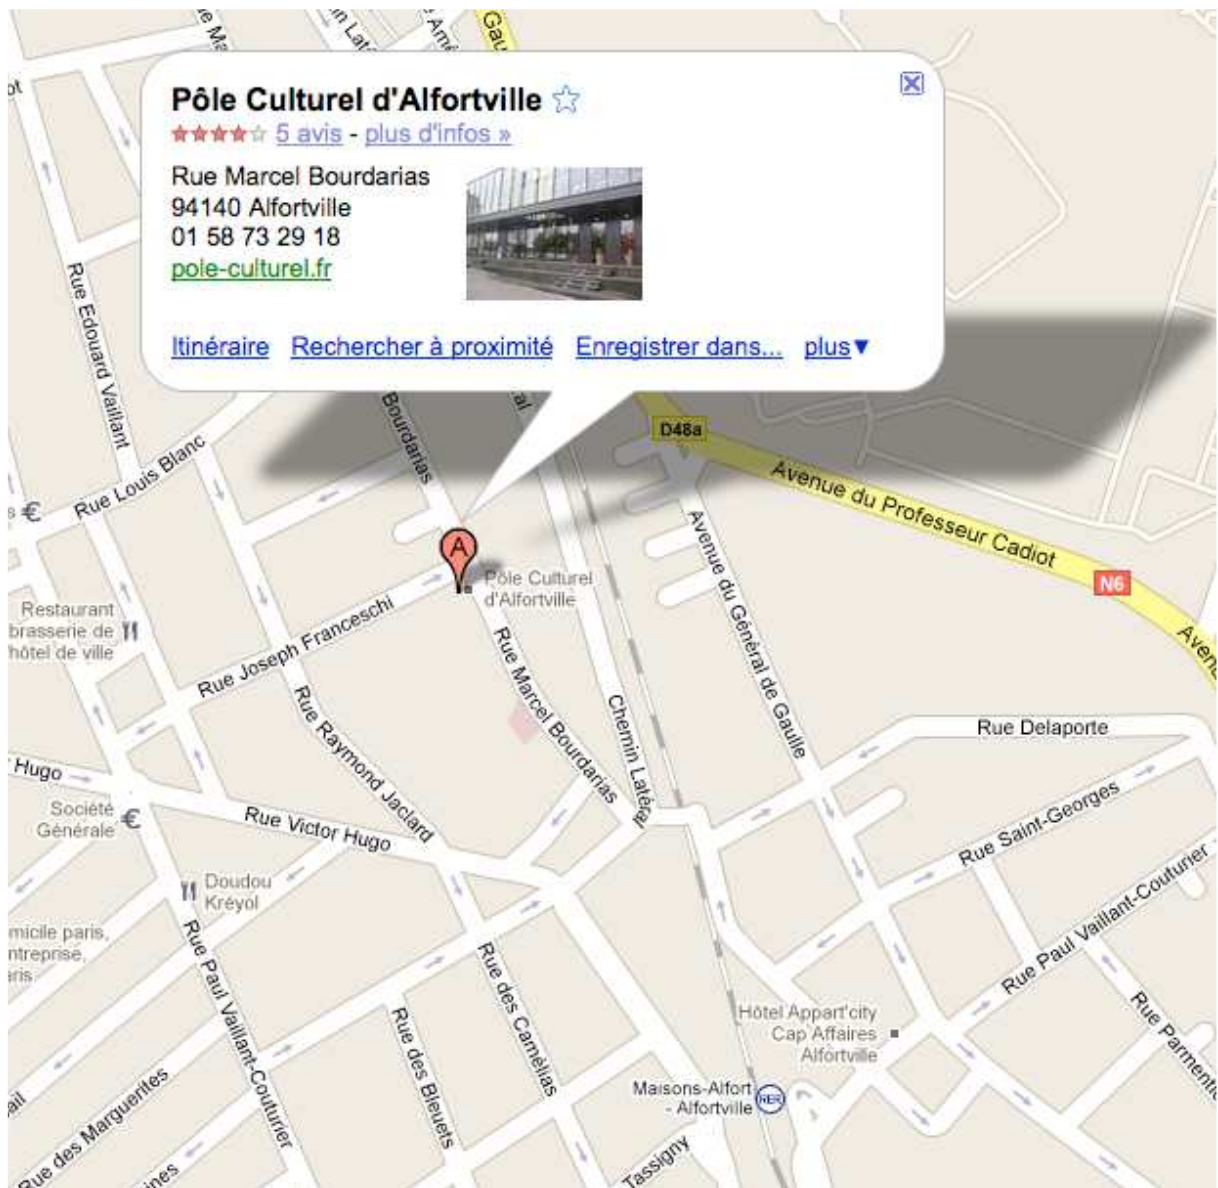 Pôle Culturel d'Alfortville
5 avis - plus d'infos »
Rue Marcel Bourdarias
94140 Alfortville
01 58 73 29 18
pole-culturel.fr
Itinéraire Rechercher à proximité Enregistrer dans... plus▼
Rue Edouard Vaillant
Bourdarias
D48a
Rue Louis Blanc
Avenue du Professeur Cadiot
N6
A
Pôle Culturel
d'Alfortville
Avenue du Général de Gaulle
Restaurant
brasserie de
hôtel de ville
Rue Joseph Franceschi
Rue Marcel Bourdarias
Rue Raymond Jaclard
Chemin Latéral
Rue Delaporte
Hugo
Société
Générale
Rue Victor Hugo
Rue Saint-Georges
Doudou
Kréyol
Rue Paul Vaillant-Couturier
Rue Paul Vaillant-Couturier
Rue des Camélias
Rue des Bleuets
Hôtel Appart'city
Cap Affaires
Alfortville
Maisons-Alfort
- Alfortville
RER
Rue des Marguerites
Tassigny